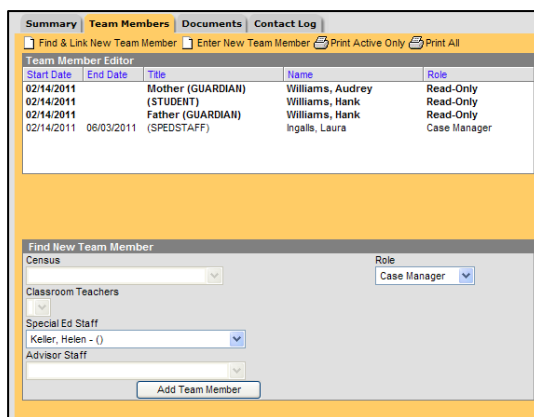 Summary Team Members Documents Contact Log
Find & Link New Team Member Enter New Team Member Print Active Only Print All
Team Member Editor
Start Date End Date Title Name Role
02/14/2011 Mother (GUARDIAN) Williams, Audrey Read-Only
02/14/2011 (STUDENT) Williams, Hank Read-Only
02/14/2011 Father (GUARDIAN) Williams, Hank Read-Only
02/14/2011 06/03/2011 (SPEDSTAFF) Ingalls, Laura Case Manager
Find New Team Member
Census Role
Case Manager
Classroom Teachers
Special Ed Staff
Keller, Helen - ()
Advisor Staff
Add Team Member